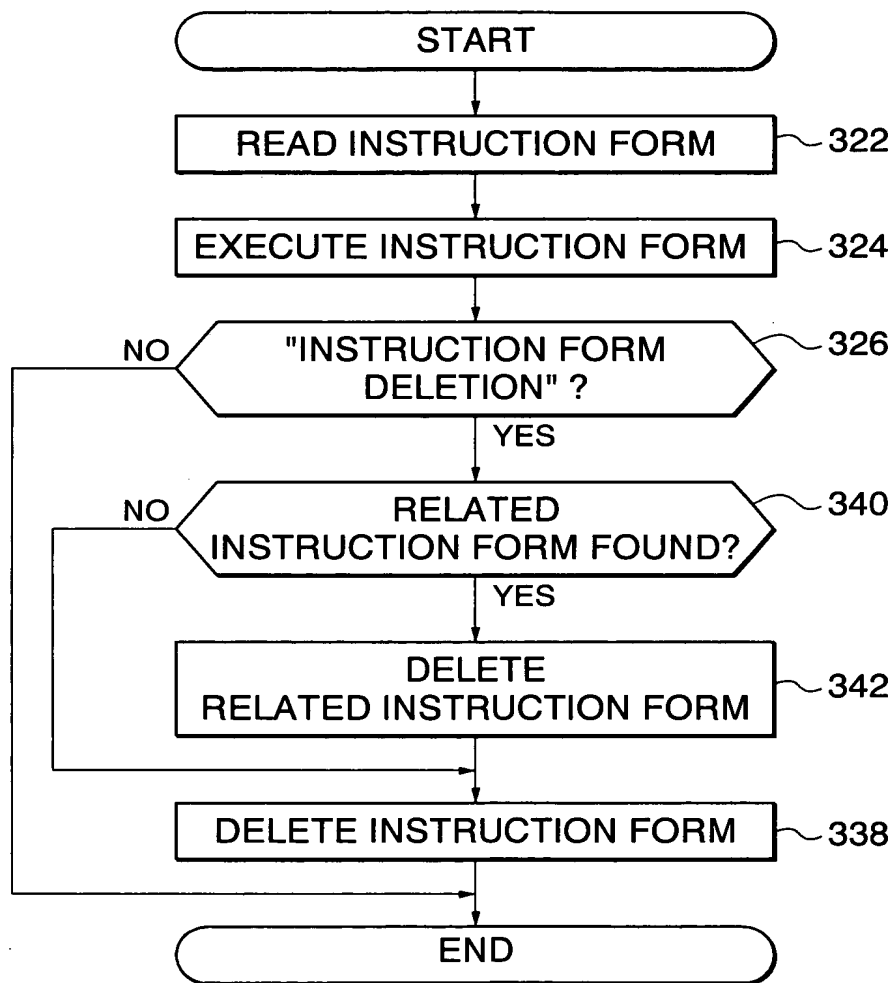 START
READ INSTRUCTION FORM
322
EXECUTE INSTRUCTION FORM
324
NO
"INSTRUCTION FORM
DELETION" ?
326
YES
NO
RELATED
INSTRUCTION FORM FOUND?
340
YES
DELETE
RELATED INSTRUCTION FORM
342
DELETE INSTRUCTION FORM
338
END